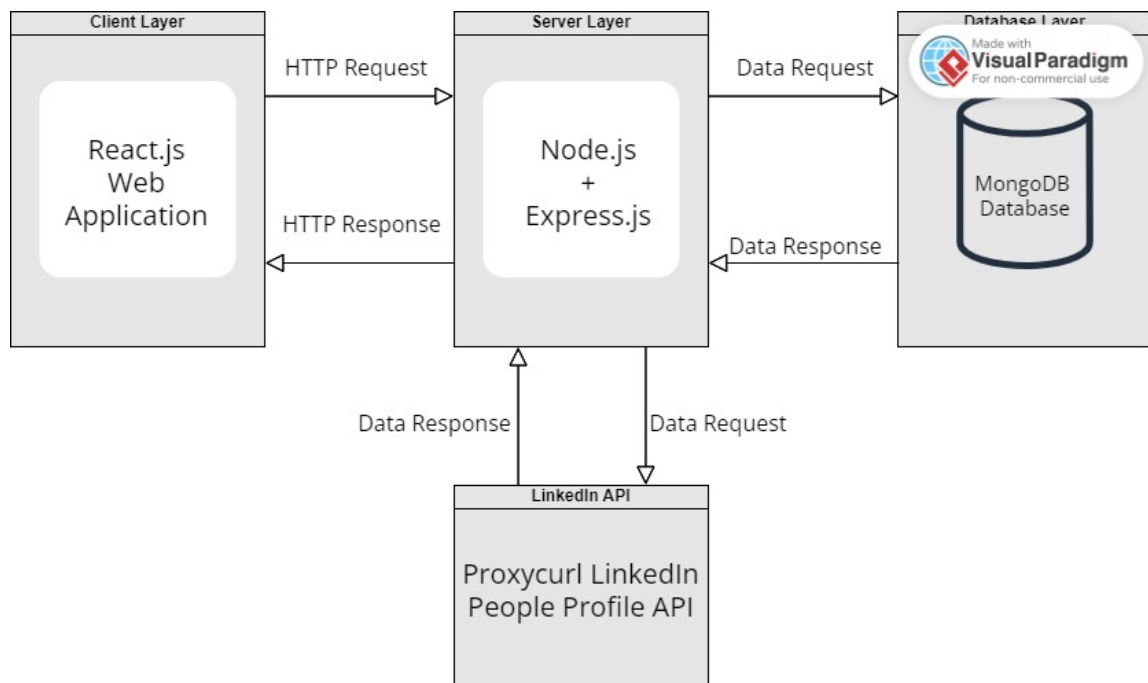 Client Layer
React.js
Web
Application
HTTP Request
HTTP Response
Server Layer
Node.js
+
Express.js
Data Request
Data Response
Database Layer
Made with
VisualParadigm
For non-commercial use
MongoDB
Database
Data Response
Data Request
LinkedIn API
Proxycurl LinkedIn
People Profile API